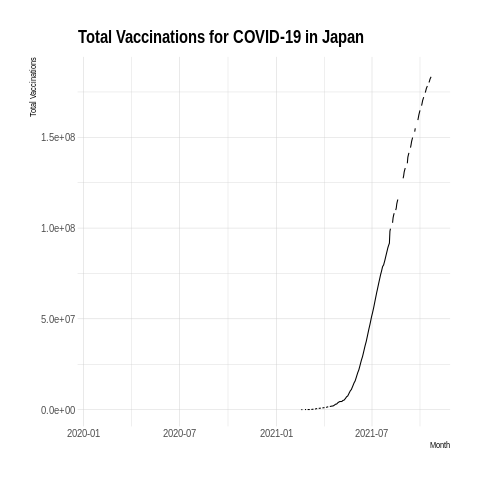 Total Vaccinations for COVID-19 in Japan
Total Vaccinations
1.5e+08
1.0e+08
5.0e+07
0.0e+00
2020-01 2020-07 2021-01 2021-07
Month